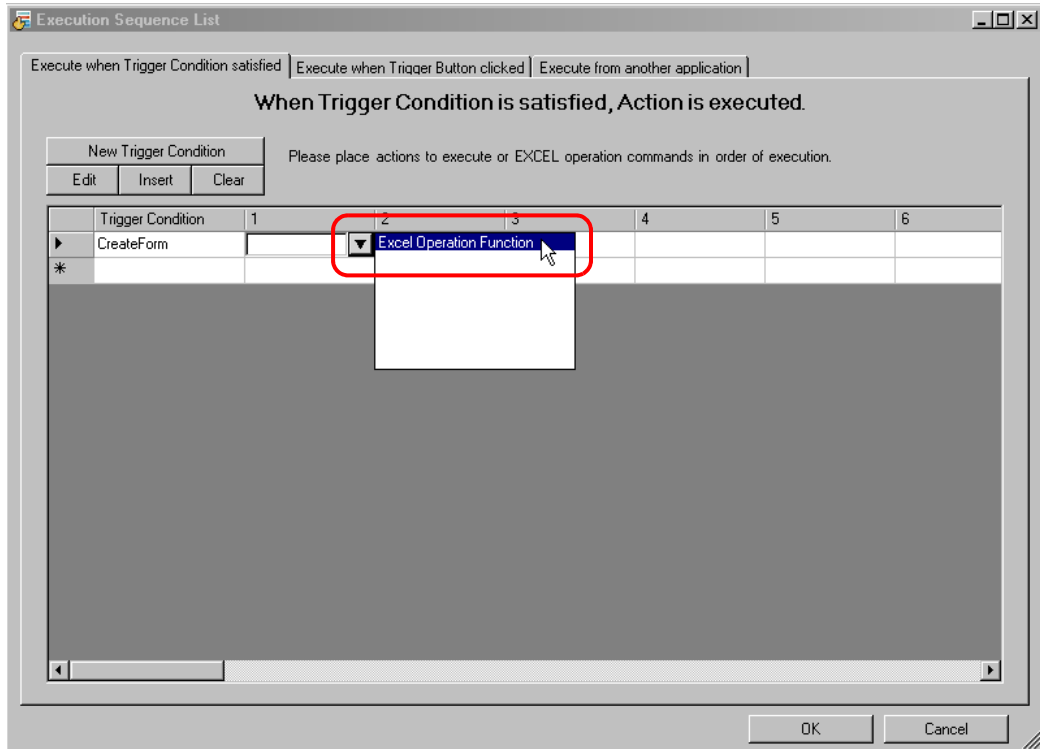 Execution Sequence List
Execute when Trigger Condition satisfied Execute when Trigger Button clicked Execute from another application
When Trigger Condition is satisfied, Action is executed.
New Trigger Condition
Please place actions to execute or EXCEL operation commands in order of execution.
Edit Insert Clear
Trigger Condition 1 2 3 4 5 6
CreateForm Excel Operation Function
OK Cancel